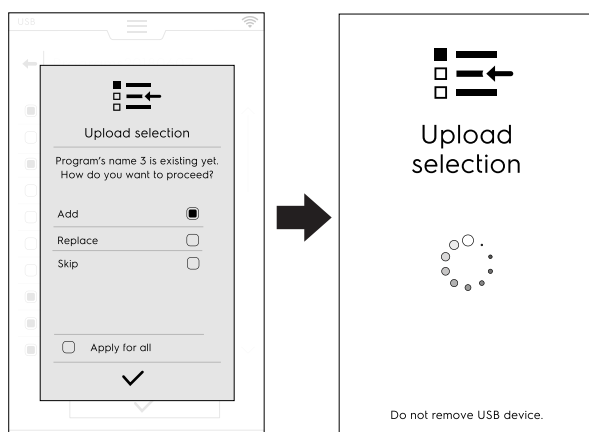 USB
Upload selection
Program's name 3 is existing yet.
How do you want to proceed?
Add
Replace
Skip
Apply for all
Upload
selection
Do not remove USB device.